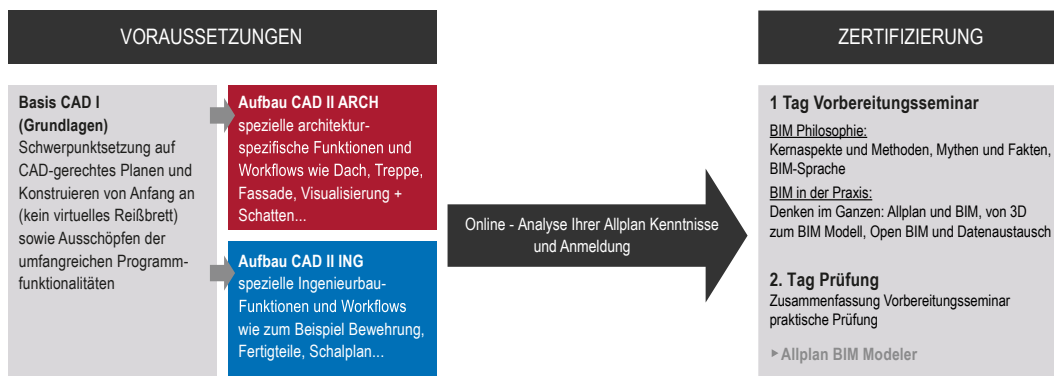 VORAUSSETZUNGEN
Basis CAD I
(Grundlagen)
Schwerpunktsetzung auf
CAD-gerechtes Planen und
Konstruieren von Anfang an
(kein virtuelles Reißbrett)
sowie Ausschöpfen der
umfangreichen Programm-
funktionalitäten
Aufbau CAD II ARCH
spezielle architektur-
spezifische Funktionen und
Workflows wie Dach, Treppe,
Fassade, Visualisierung +
Schatten...
Aufbau CAD II ING
spezielle Ingenieurbau-
Funktionen und Workflows
wie zum Beispiel Bewehrung,
Fertigteile, Schalplan...
Online - Analyse Ihrer Allplan Kenntnisse
und Anmeldung
ZERTIFIZIERUNG
1 Tag Vorbereitungsseminar
BIM Philosophie:
Kernaspekte und Methoden, Mythen und Fakten,
BIM-Sprache
BIM in der Praxis:
Denken im Ganzen: Allplan und BIM, von 3D
zum BIM Modell, Open BIM und Datenaustausch
2. Tag Prüfung
Zusammenfassung Vorbereitungsseminar
praktische Prüfung
▸ Allplan BIM Modeler